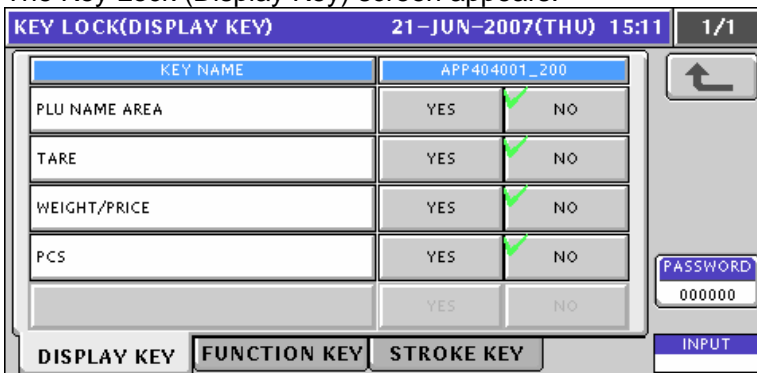 The Key Lock (Display Key) screen appears.
KEY LOCK(DISPLAY KEY) 21-JUN-2007(THU) 15:11 1/1
KEY NAME APP404001_200
PLU NAME AREA YES NO
TARE YES NO
WEIGHT/PRICE YES NO
PCS YES NO
YES NO
PASSWORD
000000
DISPLAY KEY FUNCTION KEY STROKE KEY
INPUT